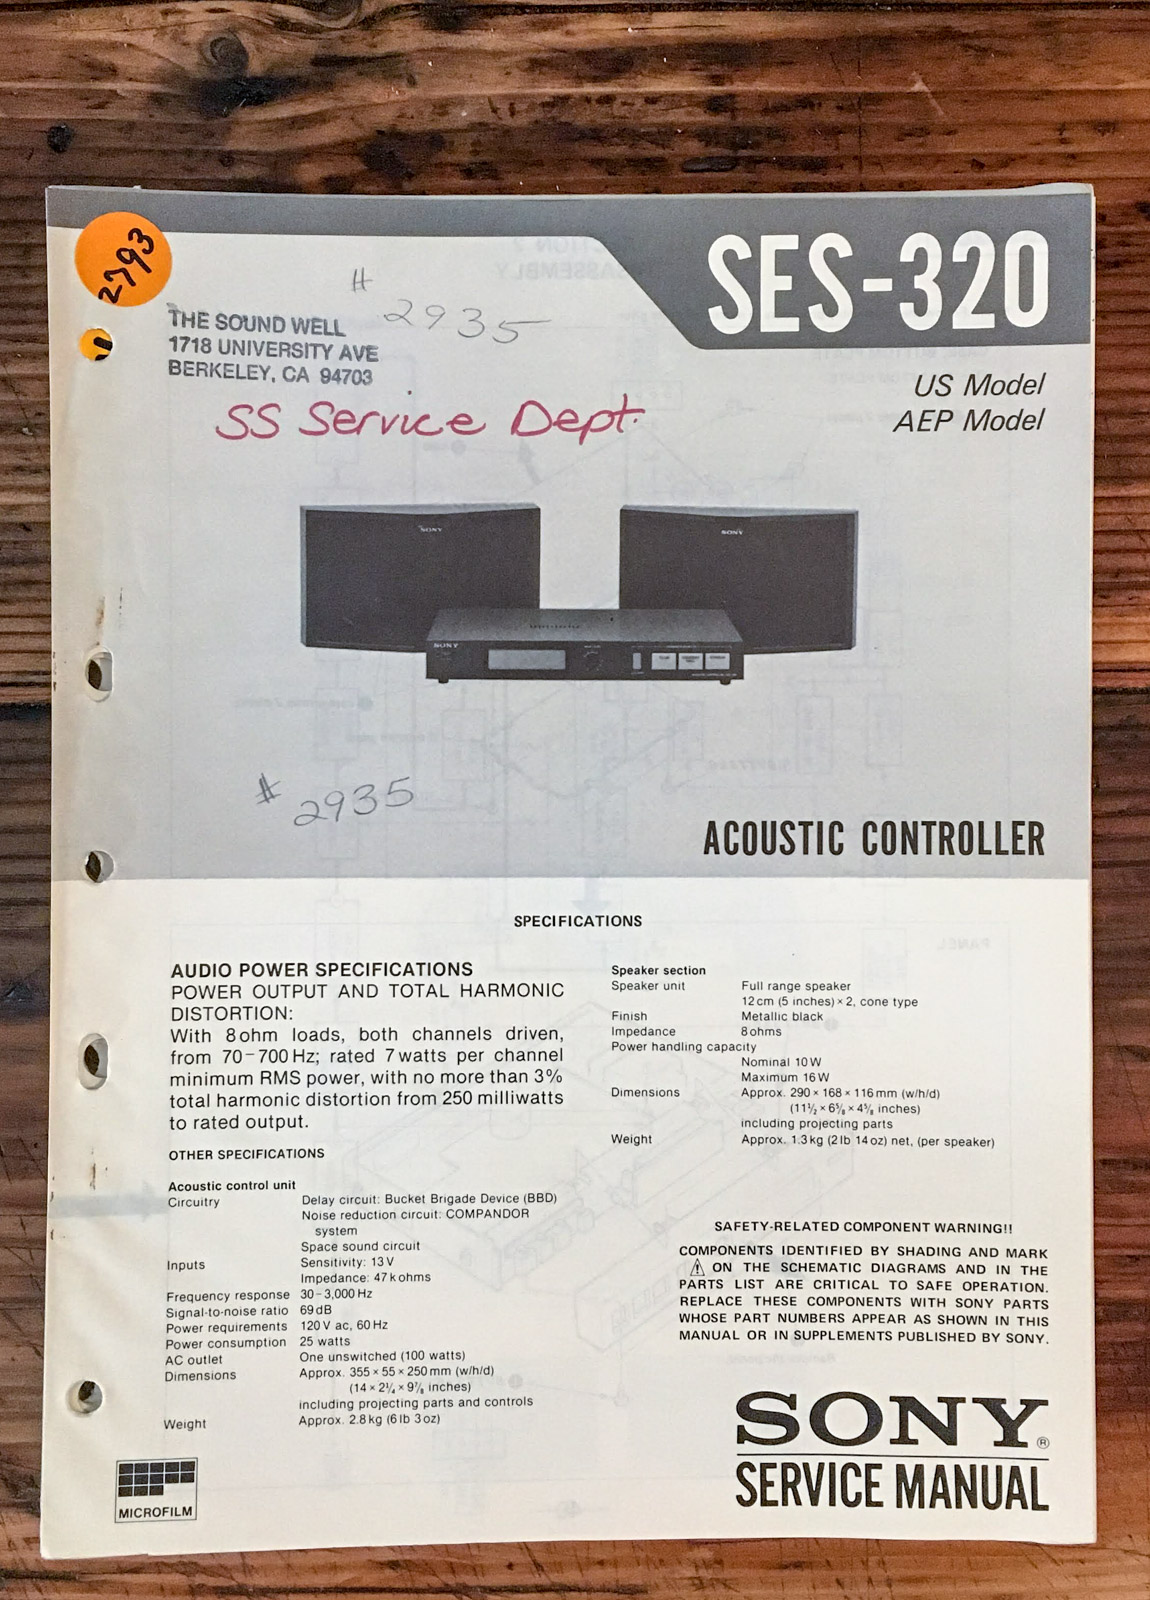 SES-320
2793
# 2935
THE SOUND WELL
1718 UNIVERSITY AVE
BERKELEY, CA 94703
SS Service Dept.
US Model
AEP Model
SONY
SONY
SONY
# 2935
ACOUSTIC CONTROLLER
SPECIFICATIONS
AUDIO POWER SPECIFICATIONS
POWER OUTPUT AND TOTAL HARMONIC
DISTORTION:
With 8 ohm loads, both channels driven,
from 70–700 Hz; rated 7 watts per channel
minimum RMS power, with no more than 3%
total harmonic distortion from 250 milliwatts
to rated output.
OTHER SPECIFICATIONS
Acoustic control unit
Circuitry Delay circuit: Bucket Brigade Device (BBD)
Noise reduction circuit: COMPANDOR
system
Space sound circuit
Inputs Sensitivity: 13 V
Impedance: 47 k ohms
Frequency response 30–3,000 Hz
Signal-to-noise ratio 69 dB
Power requirements 120 V ac, 60 Hz
Power consumption 25 watts
AC outlet One unswitched (100 watts)
Dimensions Approx. 355 × 55 × 250 mm (w/h/d)
(14 × 2¼ × 9⅞ inches)
including projecting parts and controls
Weight Approx. 2.8 kg (6 lb 3 oz)
Speaker section
Speaker unit Full range speaker
12 cm (5 inches) × 2, cone type
Finish Metallic black
Impedance 8 ohms
Power handling capacity
Nominal 10 W
Maximum 16 W
Dimensions Approx. 290 × 168 × 116 mm (w/h/d)
(11½ × 6⅝ × 4⅝ inches)
including projecting parts
Weight Approx. 1.3 kg (2 lb 14 oz) net, (per speaker)
SAFETY-RELATED COMPONENT WARNING!!
COMPONENTS IDENTIFIED BY SHADING AND MARK
⚠ ON THE SCHEMATIC DIAGRAMS AND IN THE
PARTS LIST ARE CRITICAL TO SAFE OPERATION.
REPLACE THESE COMPONENTS WITH SONY PARTS
WHOSE PART NUMBERS APPEAR AS SHOWN IN THIS
MANUAL OR IN SUPPLEMENTS PUBLISHED BY SONY.
SONY®
SERVICE MANUAL
MICROFILM